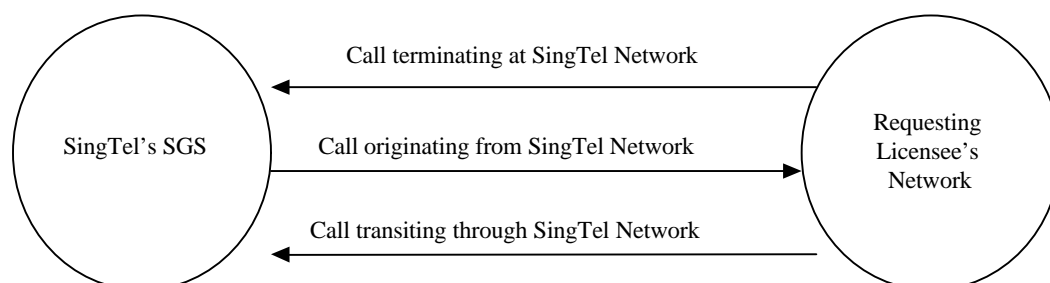 Call terminating at SingTel Network
SingTel’s SGS
Call originating from SingTel Network
Requesting
Licensee’s
Network
Call transiting through SingTel Network